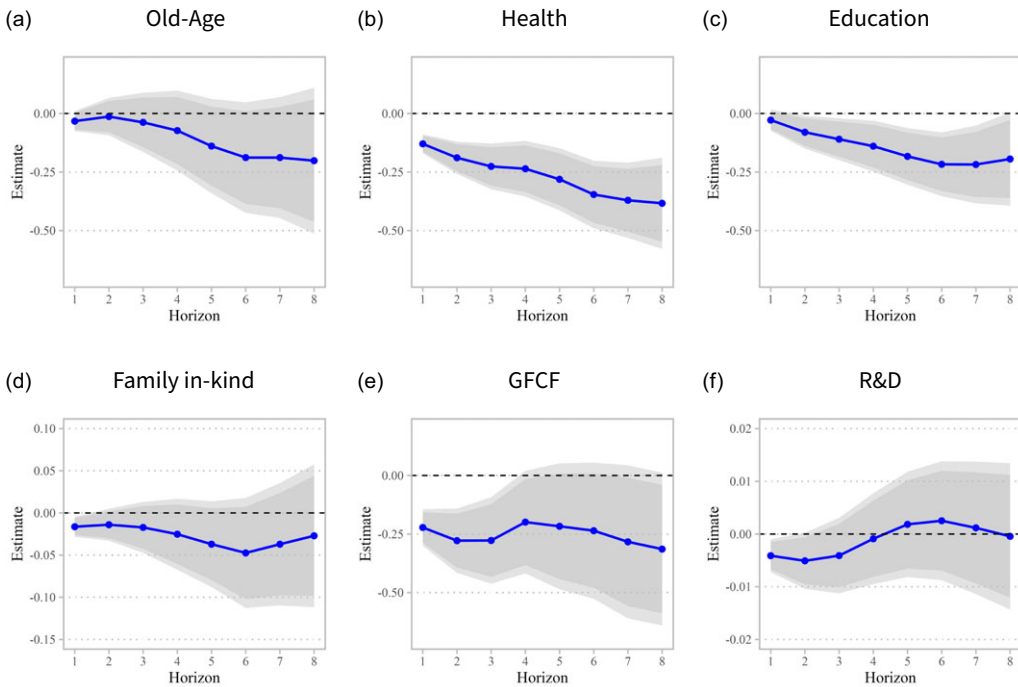 (a) Old-Age
Estimate
0.00
-0.25
-0.50
1 2 3 4 5 6 7 8
Horizon
(b) Health
Estimate
0.00
-0.25
-0.50
1 2 3 4 5 6 7 8
Horizon
(c) Education
Estimate
0.00
-0.25
-0.50
1 2 3 4 5 6 7 8
Horizon
(d) Family in-kind
Estimate
0.10
0.05
0.00
-0.05
-0.10
-0.15
1 2 3 4 5 6 7 8
Horizon
(e) GFCF
Estimate
0.00
-0.25
-0.50
1 2 3 4 5 6 7 8
Horizon
(f) R&D
Estimate
0.02
0.01
0.00
-0.01
-0.02
1 2 3 4 5 6 7 8
Horizon